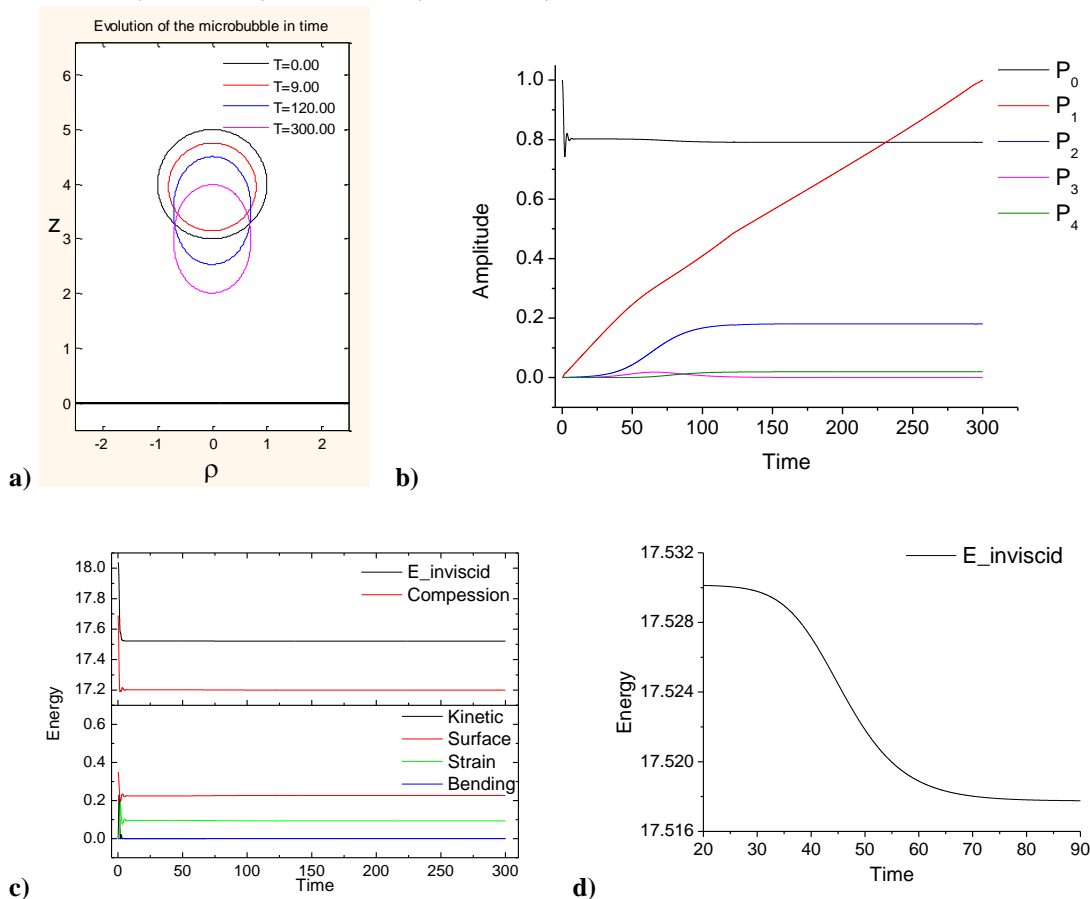 Evolution of the microbubble in time
T=0.00
T=9.00
T=120.00
T=300.00
6
5
4
3
2
1
0
z
-2
-1
0
1
2
ρ
a)
P0
P1
P2
P3
P4
1.0
0.8
0.6
0.4
0.2
0.0
Amplitude
0
50
100
150
200
250
300
Time
b)
E_inviscid
Compession
18.0
17.8
17.6
17.4
17.2
Kinetic
Surface
Strain
Bending
0.6
0.4
0.2
0.0
Energy
0
50
100
150
200
250
300
Time
c)
E_inviscid
17.532
17.528
17.524
17.520
17.516
Energy
20
30
40
50
60
70
80
90
Time
d)